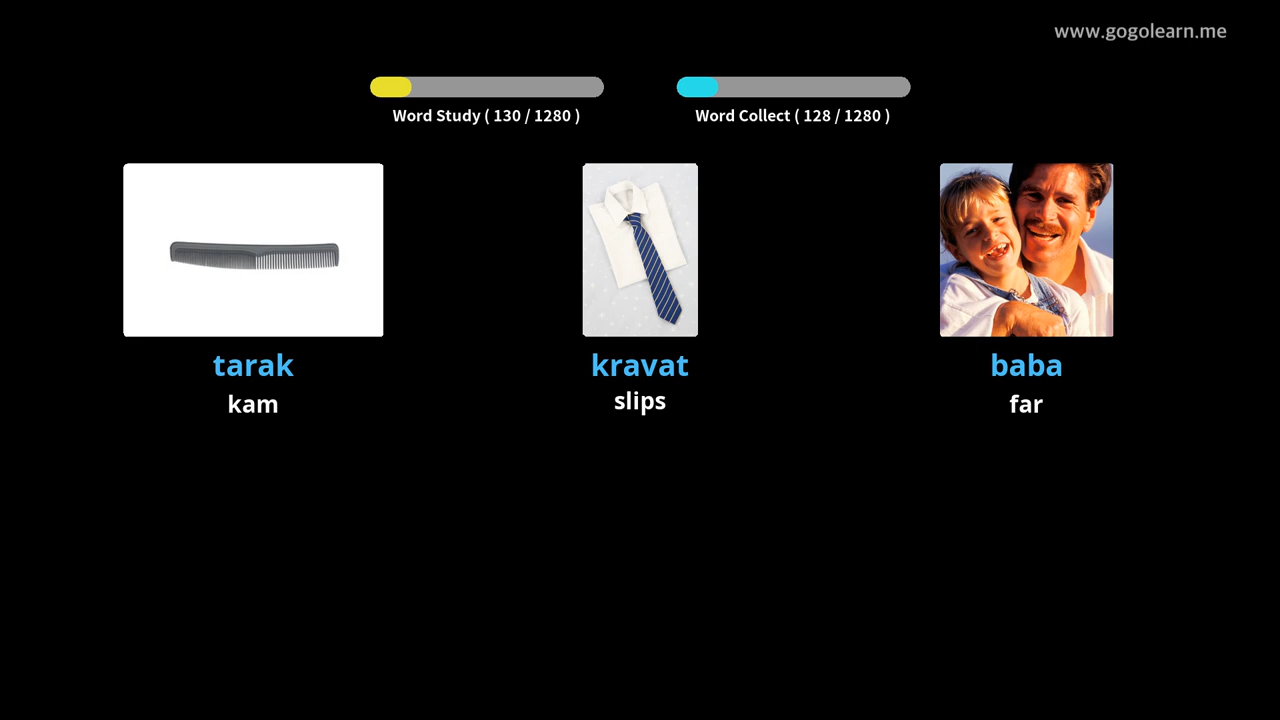 www.gogolearn.me
Word Study ( 130 / 1280 )
Word Collect ( 128 / 1280 )
tarak
kravat
baba
kam
slips
far